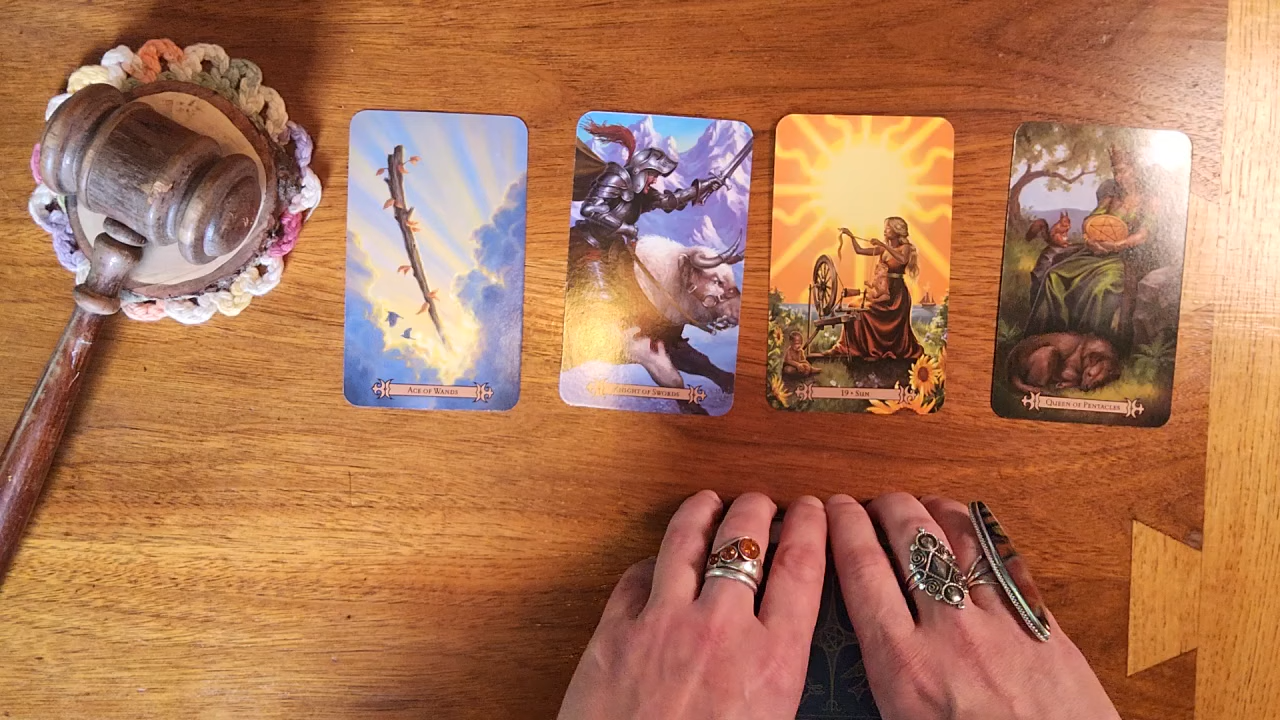 ACE OF WANDS
KNIGHT OF SWORDS
19 • SUN
QUEEN OF PENTACLES